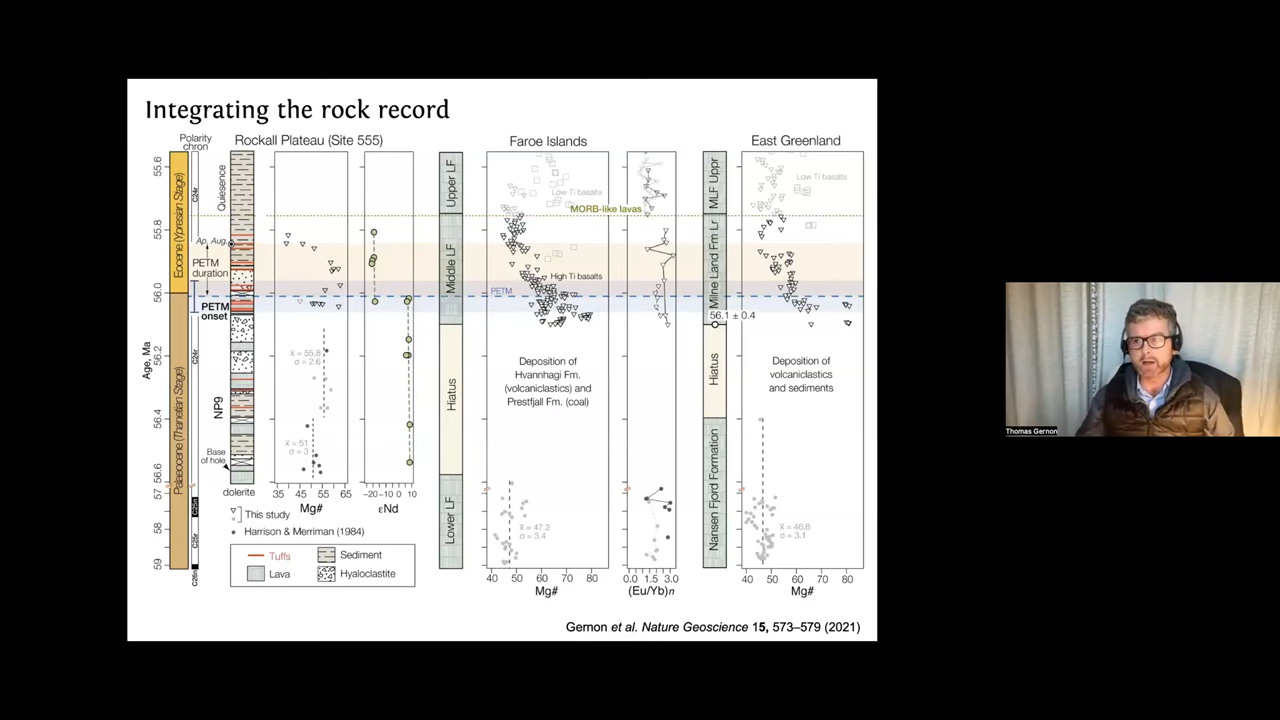 Integrating the rock record
Polarity
chron
Rockall Plateau (Site 555)
Faroe Islands
East Greenland
Age, Ma
55.6
55.8
56.0
56.2
56.4
56.6
57
58
59
Eocene (Ypresian Stage)
Palaeocene (Thanetian Stage)
C24r
C24r
C25n
C25r
C26n
Quiesence
Ap. Aug.
PETM
duration
PETM
onset
NP9
Base
of hole
dolerite
x̄ = 55.8
σ = 2.6
x̄ = 51
σ = 3
35 45 55 65
Mg#
-20 -10 0 10
εNd
This study
Harrison & Merriman (1984)
Tuffs
Sediment
Lava
Hyaloclastite
Upper LF
Middle LF
Hiatus
Lower LF
Low Ti basalts
MORB-like lavas
High Ti basalts
PETM
Deposition of
Hvannhagi Fm.
(volcaniclastics) and
Prestfjall Fm. (coal)
x̄ = 47.2
σ = 3.4
40 50 60 70 80
Mg#
0.0 1.5 3.0
(Eu/Yb)n
MLF Uppr
Milne Land Fm Lr
56.1 ± 0.4
Hiatus
Nansen Fjord Formation
Low Ti basalts
Deposition of
volcaniclastics
and sediments
x̄ = 46.8
σ = 3.1
40 50 60 70 80
Mg#
Gernon et al. Nature Geoscience 15, 573–579 (2021)
Thomas Gernon